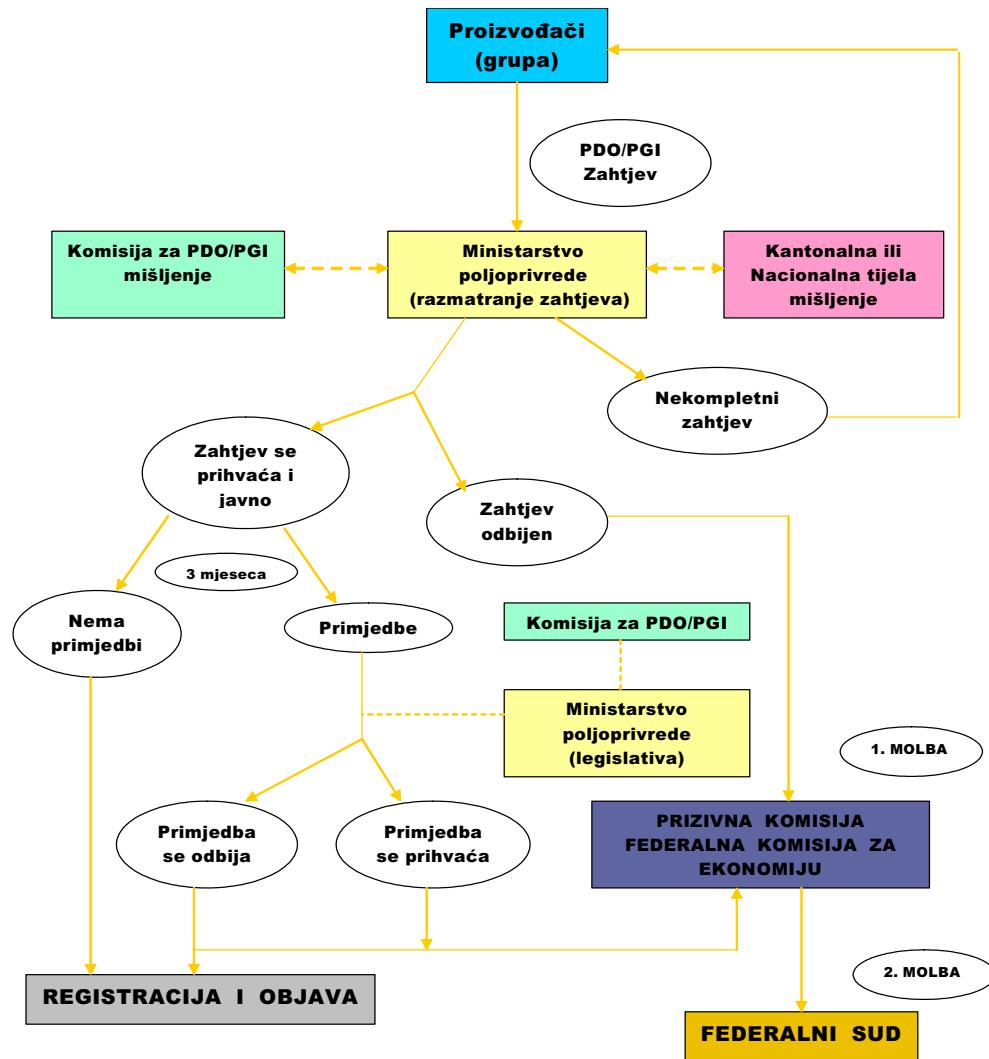 Proizvođači
(grupa)
PDO/PGI
Zahtjev
Komisija za PDO/PGI
mišljenje
Ministarstvo
poljoprivrede
(razmatranje zahtjeva)
Kantonalna ili
Nacionalna tijela
mišljenje
Nekompletni
zahtjev
Zahtjev se
prihvaća i
javno
Zahtjev
odbijen
3 mjeseca
Nema
primjedbi
Primjedbe
Komisija za PDO/PGI
Ministarstvo
poljoprivrede
(legislativa)
1. MOLBA
Primjedba
se odbija
Primjedba
se prihvaća
PRIZIVNA KOMISIJA
FEDERALNA KOMISIJA ZA
EKONOMIJU
2. MOLBA
REGISTRACIJA I OBJAVA
FEDERALNI SUD